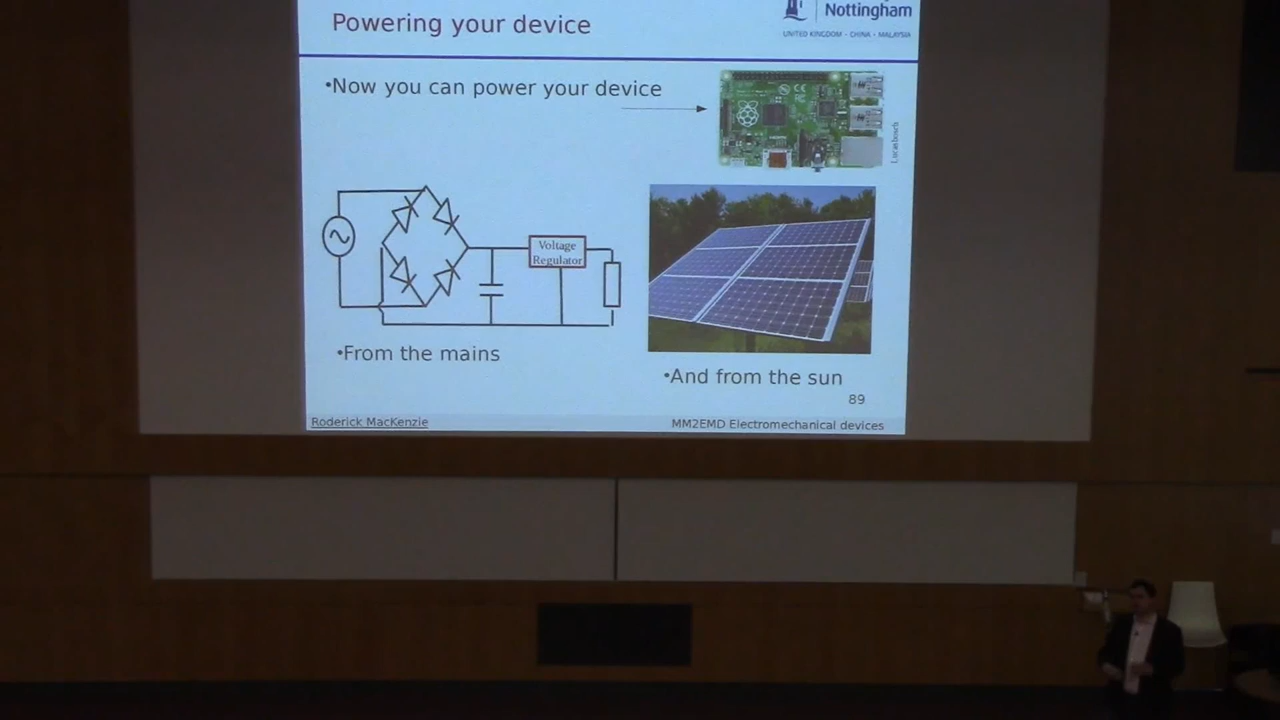 Powering your device
Nottingham
UNITED KINGDOM · CHINA · MALAYSIA
•Now you can power your device
Lucasbosch
Voltage
Regulator
•From the mains
•And from the sun
89
Roderick MacKenzie
MM2EMD Electromechanical devices